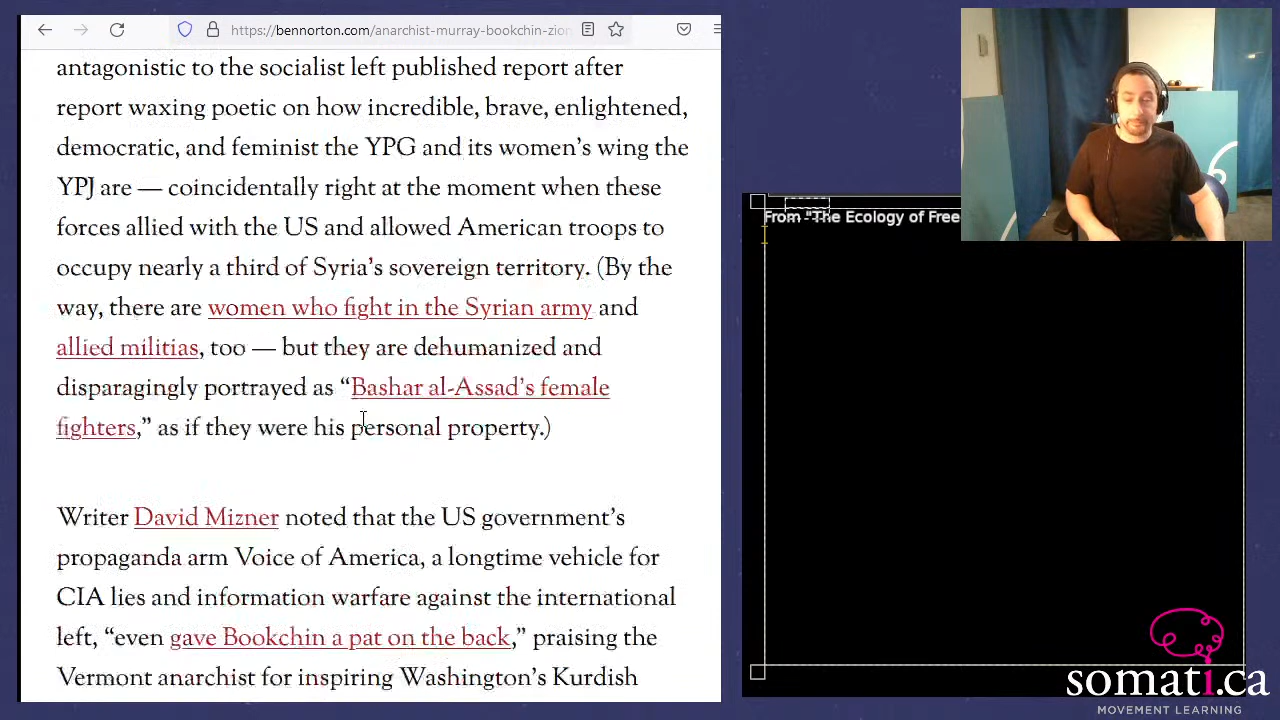 https://bennorton.com/anarchist-murray-bookchin-zion
antagonistic to the socialist left published report after
report waxing poetic on how incredible, brave, enlightened,
democratic, and feminist the YPG and its women's wing the
YPJ are — coincidentally right at the moment when these
forces allied with the US and allowed American troops to
occupy nearly a third of Syria's sovereign territory. (By the
way, there are women who fight in the Syrian army and
allied militias, too — but they are dehumanized and
disparagingly portrayed as “Bashar al-Assad's female
fighters,” as if they were his personal property.)
Writer David Mizner noted that the US government's
propaganda arm Voice of America, a longtime vehicle for
CIA lies and information warfare against the international
left, “even gave Bookchin a pat on the back,” praising the
Vermont anarchist for inspiring Washington's Kurdish
From "The Ecology of Free
somati.ca
MOVEMENT LEARNING